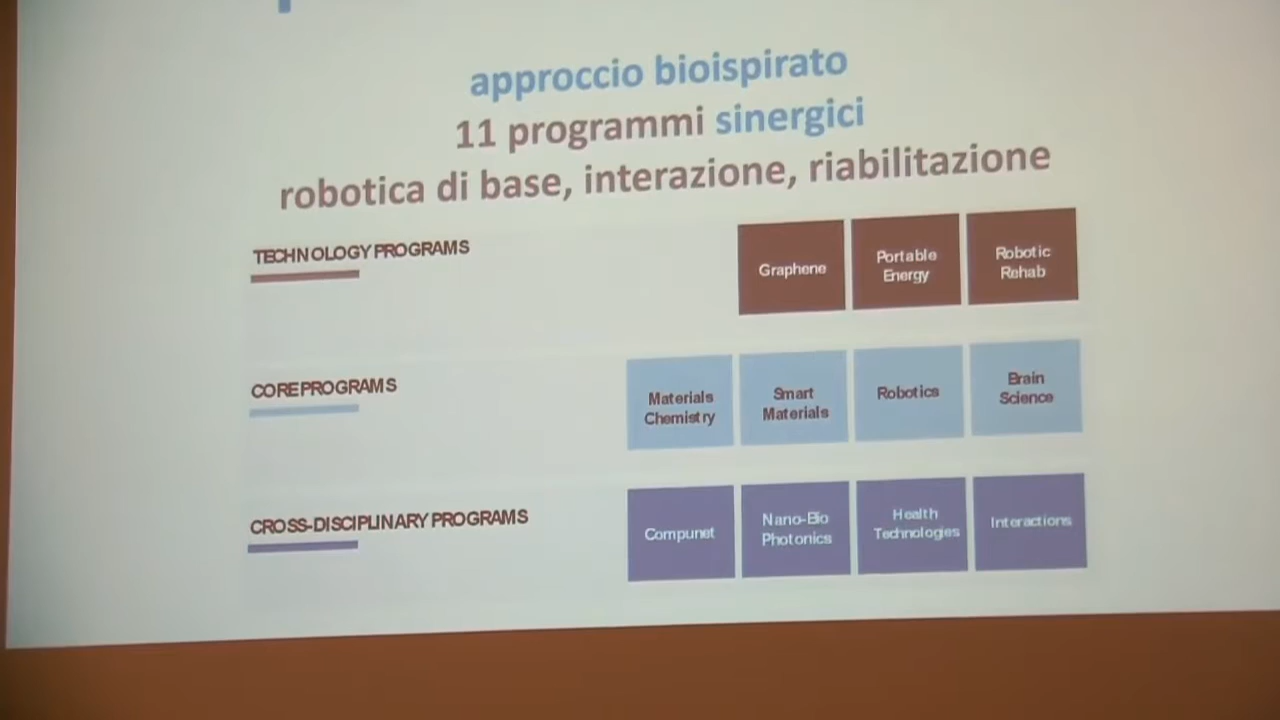 approccio bioispirato
11 programmi sinergici
robotica di base, interazione, riabilitazione
TECHNOLOGY PROGRAMS
Graphene
Portable
Energy
Robotic
Rehab
CORE PROGRAMS
Materials
Chemistry
Smart
Materials
Robotics
Brain
Science
CROSS-DISCIPLINARY PROGRAMS
Compunet
Nano-Bio
Photonics
Health
Technologies
Interactions